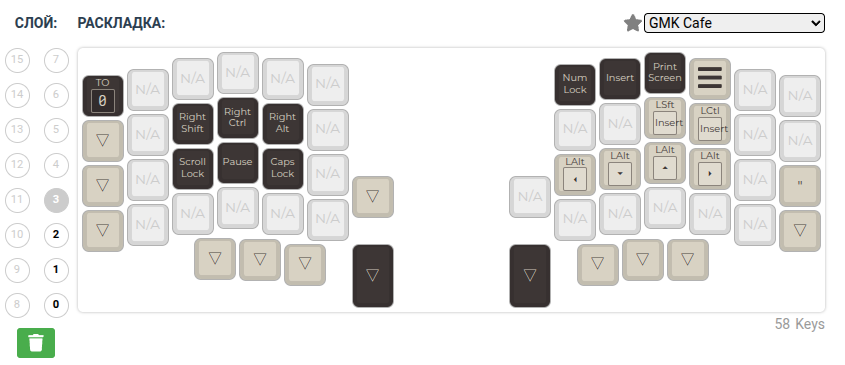 СЛОЙ: РАСКЛАДКА: GMK Cafe
15 7
14 6
13 5
12 4
11 3
10 2
9 1
8 0
TO 0 N/A N/A N/A N/A N/A
▽ N/A Right Shift Right Ctrl Right Alt N/A
▽ N/A Scroll Lock Pause Caps Lock N/A
▽ N/A N/A N/A N/A N/A ▽
▽ ▽ ▽ ▽
Num Lock Insert Print Screen N/A N/A
N/A N/A LSft Insert LCtl Insert N/A N/A
LAlt LAlt LAlt LAlt N/A "
N/A N/A N/A N/A N/A N/A ▽
▽ ▽ ▽ ▽
58 Keys